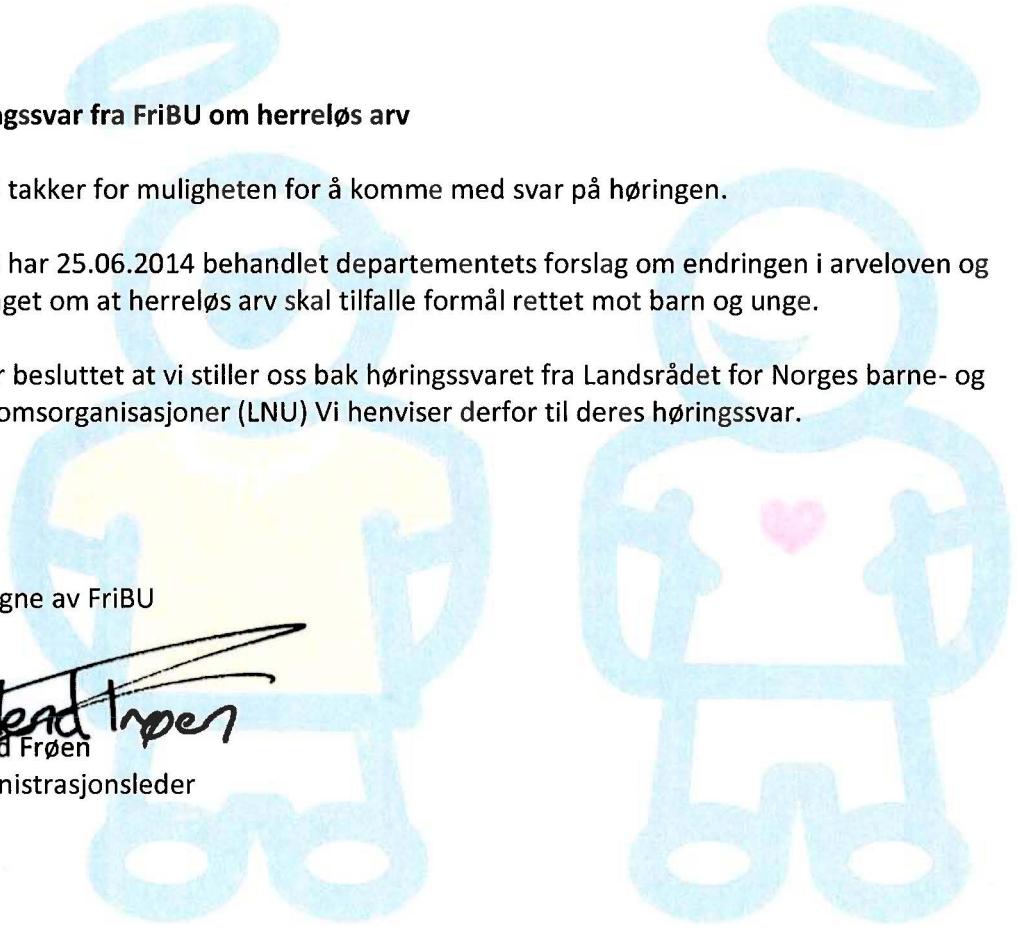 gssvar fra FriBU om herreløs arv
takker for muligheten for å komme med svar på høringen.
har 25.06.2014 behandlet departementets forslag om endringen i arveloven og
get om at herreløs arv skal tilfalle formål rettet mot barn og unge.
r besluttet at vi stiller oss bak høringssvaret fra Landsrådet for Norges barne- og
omsorganisasjoner (LNU) Vi henviser derfor til deres høringssvar.
gne av FriBU
end Frøen
d Frøen
nistrasjonsleder